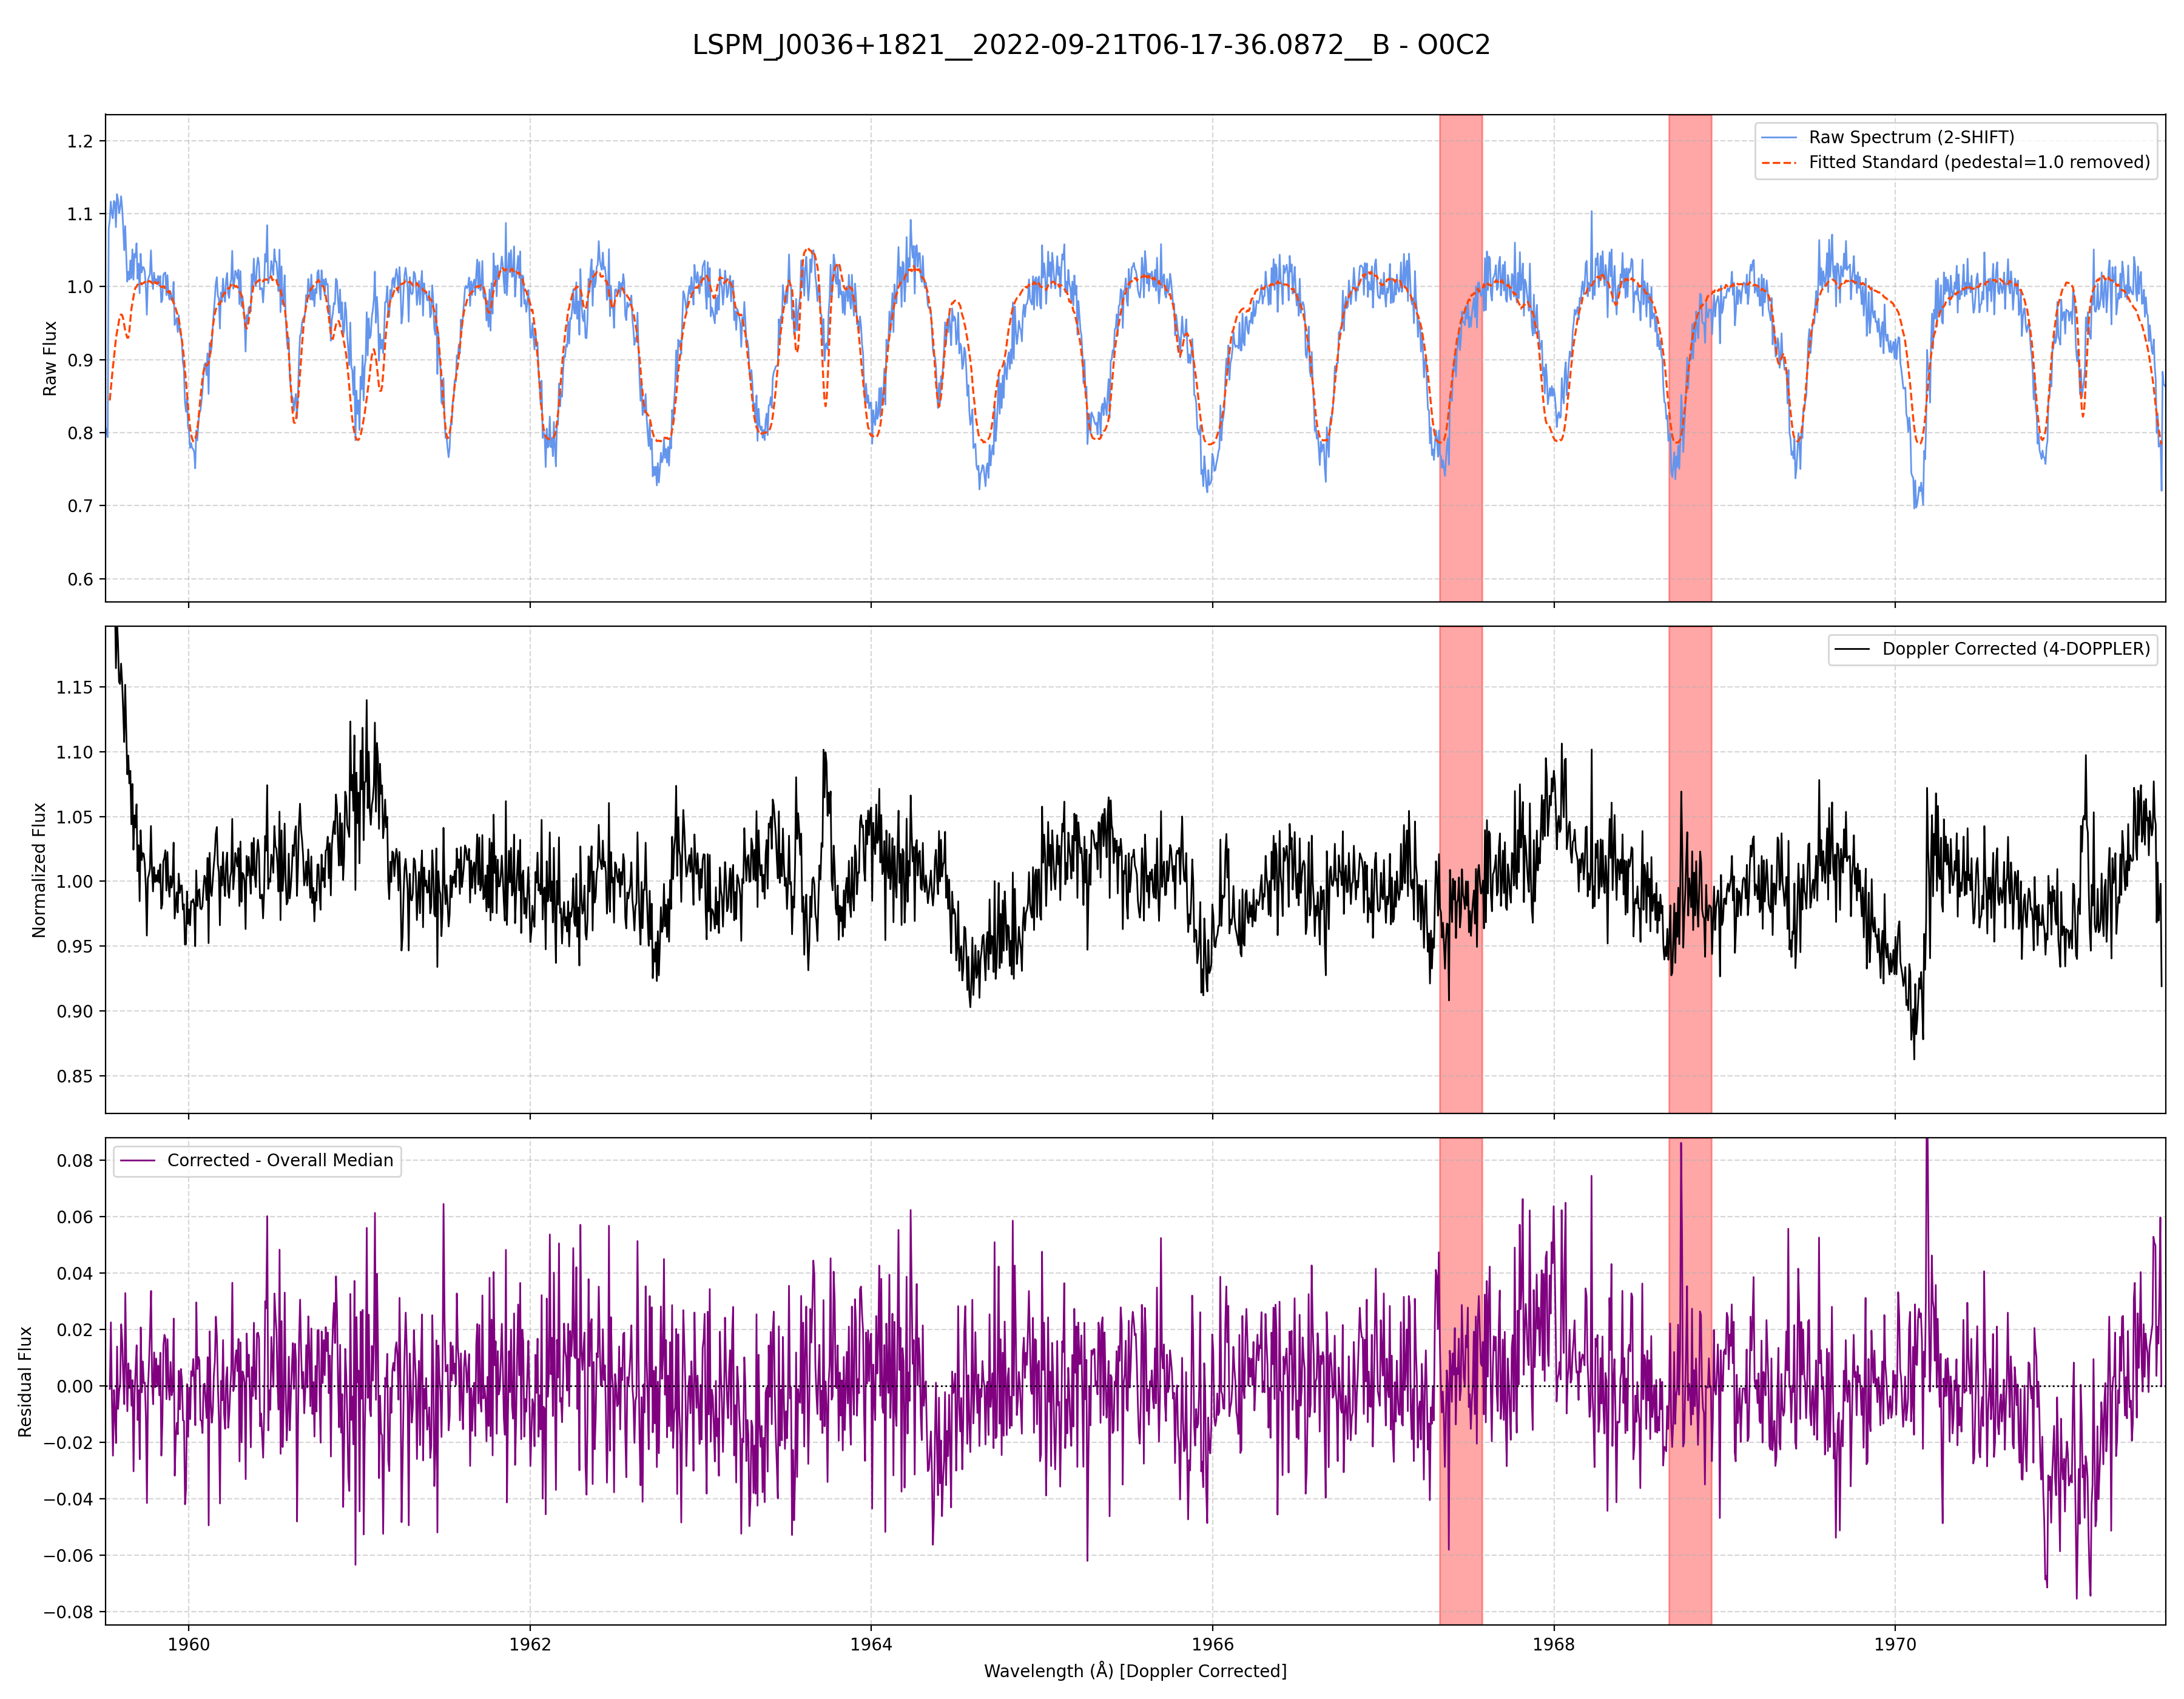 LSPM_J0036+1821__2022-09-21T06-17-36.0872__B - O0C2
Raw Flux
1.2
1.1
1.0
0.9
0.8
0.7
0.6
Raw Spectrum (2-SHIFT)
Fitted Standard (pedestal=1.0 removed)
Normalized Flux
1.15
1.10
1.05
1.00
0.95
0.90
0.85
Doppler Corrected (4-DOPPLER)
Residual Flux
0.08
0.06
0.04
0.02
0.00
−0.02
−0.04
−0.06
−0.08
Corrected - Overall Median
1960 1962 1964 1966 1968 1970
Wavelength (Å) [Doppler Corrected]